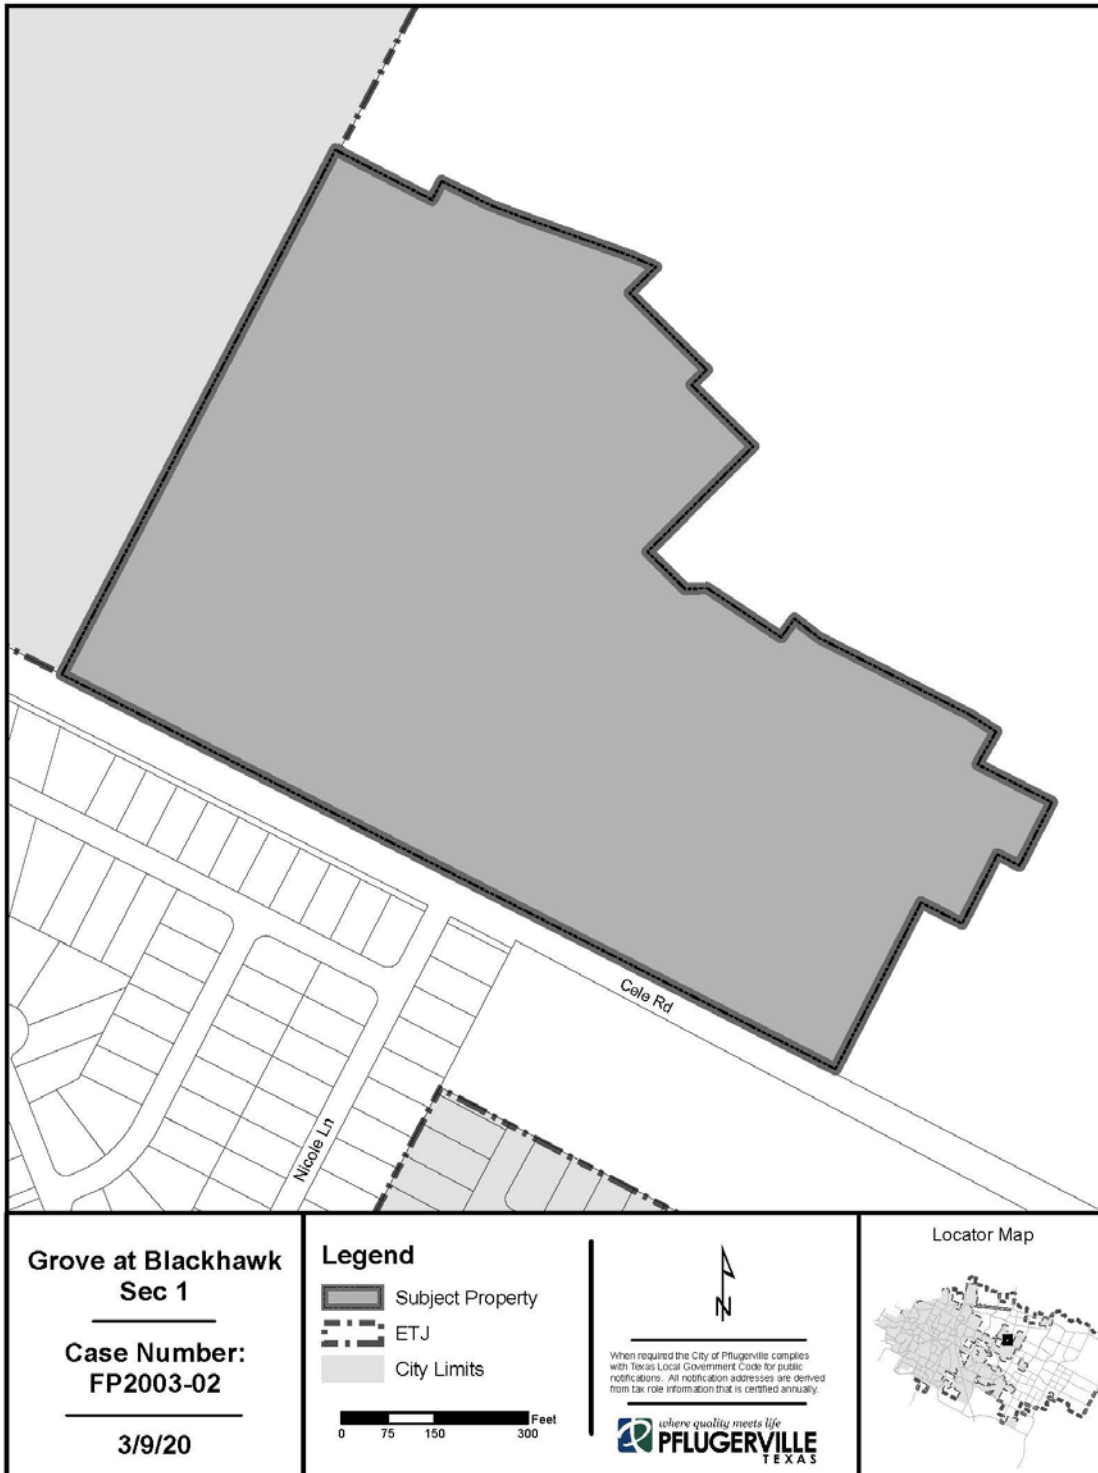 Cele Rd
Nicole Ln
Grove at Blackhawk
Sec 1
Case Number:
FP2003-02
3/9/20
Legend
Subject Property
ETJ
City Limits
Feet
0 75 150 300
N
When required the City of Pflugerville complies
with Texas Local Government Code for public
notifications. All notification addresses are derived
from tax role information that is certified annually.
where quality meets life
PFLUGERVILLE
TEXAS
Locator Map